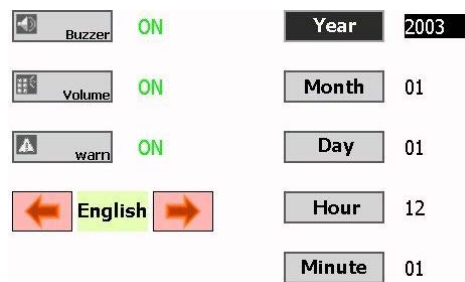 Buzzer ON Year 2003
Volume ON Month 01
warn ON Day 01
English Hour 12
Minute 01